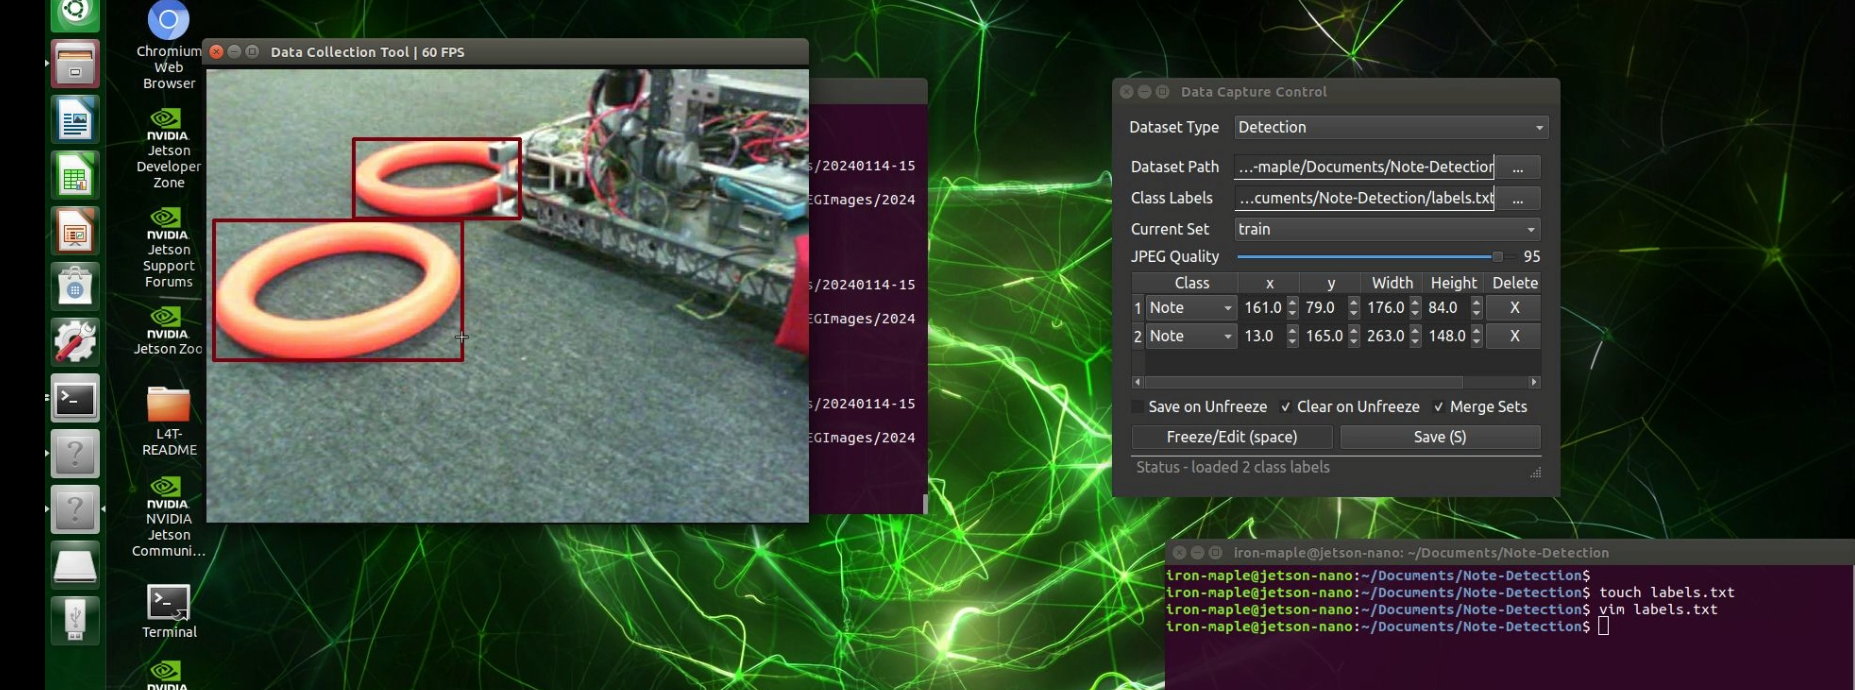 Chromium
Web
Browser
NVIDIA.
Jetson
Developer
Zone
NVIDIA.
Jetson
Support
Forums
NVIDIA.
Jetson Zoo
L4T-
README
NVIDIA.
NVIDIA
Jetson
Communi...
Terminal
NVIDIA
Data Collection Tool | 60 FPS
s/20240114-15
EGImages/2024
s/20240114-15
EGImages/2024
s/20240114-15
EGImages/2024
Data Capture Control
Dataset Type Detection
Dataset Path ...-maple/Documents/Note-Detection ...
Class Labels ...cuments/Note-Detection/labels.txt ...
Current Set train
JPEG Quality 95
Class x y Width Height Delete
1 Note 161.0 79.0 176.0 84.0 X
2 Note 13.0 165.0 263.0 148.0 X
Save on Unfreeze Clear on Unfreeze Merge Sets
Freeze/Edit (space) Save (S)
Status - loaded 2 class labels
iron-maple@jetson-nano: ~/Documents/Note-Detection
iron-maple@jetson-nano:~/Documents/Note-Detection$
iron-maple@jetson-nano:~/Documents/Note-Detection$ touch labels.txt
iron-maple@jetson-nano:~/Documents/Note-Detection$ vim labels.txt
iron-maple@jetson-nano:~/Documents/Note-Detection$